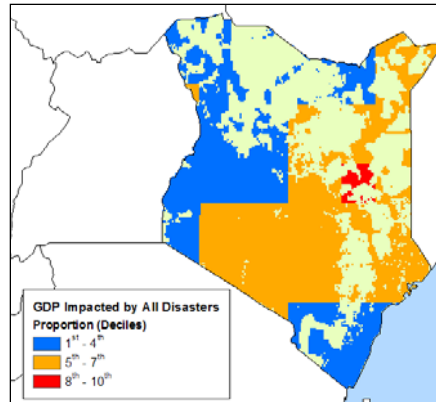 GDP Impacted by All Disasters
Proportion (Deciles)
1st - 4th
5th - 7th
8th - 10th